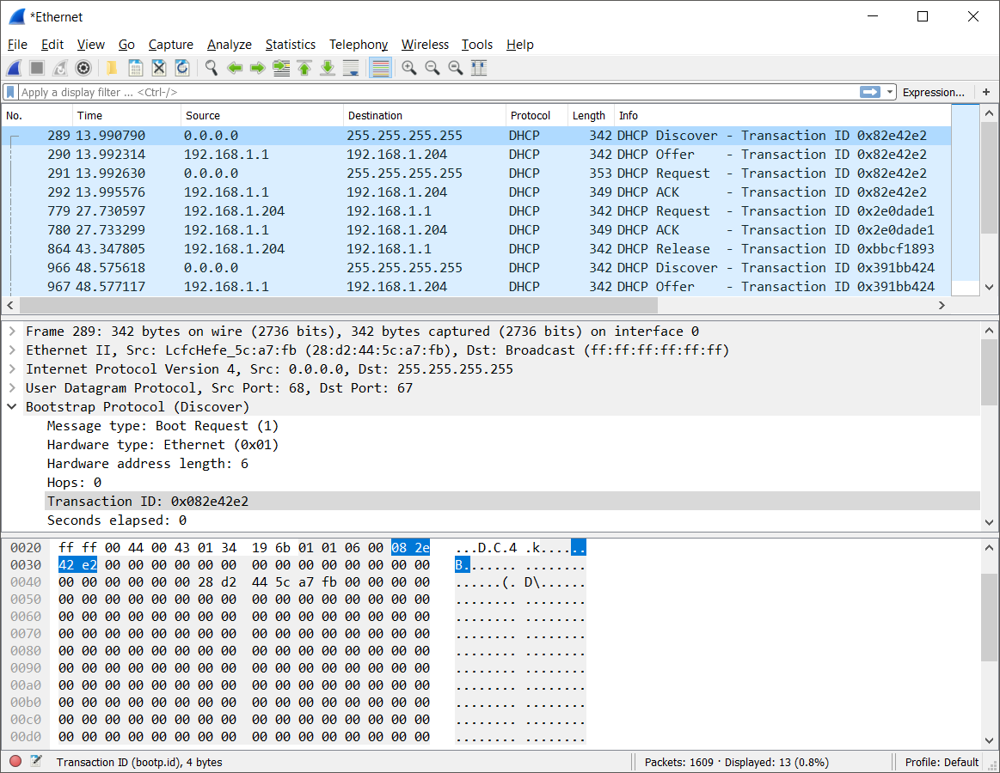 *Ethernet
File Edit View Go Capture Analyze Statistics Telephony Wireless Tools Help
Apply a display filter ... <Ctrl-/> Expression... +
No. Time Source Destination Protocol Length Info
289 13.990790 0.0.0.0 255.255.255.255 DHCP 342 DHCP Discover - Transaction ID 0x82e42e2
290 13.992314 192.168.1.1 192.168.1.204 DHCP 342 DHCP Offer - Transaction ID 0x82e42e2
291 13.992630 0.0.0.0 255.255.255.255 DHCP 353 DHCP Request - Transaction ID 0x82e42e2
292 13.995576 192.168.1.1 192.168.1.204 DHCP 349 DHCP ACK - Transaction ID 0x82e42e2
779 27.730597 192.168.1.204 192.168.1.1 DHCP 342 DHCP Request - Transaction ID 0x2e0dade1
780 27.733299 192.168.1.1 192.168.1.204 DHCP 349 DHCP ACK - Transaction ID 0x2e0dade1
864 43.347805 192.168.1.204 192.168.1.1 DHCP 342 DHCP Release - Transaction ID 0xbbcf1893
966 48.575618 0.0.0.0 255.255.255.255 DHCP 342 DHCP Discover - Transaction ID 0x391bb424
967 48.577117 192.168.1.1 192.168.1.204 DHCP 342 DHCP Offer - Transaction ID 0x391bb424
Frame 289: 342 bytes on wire (2736 bits), 342 bytes captured (2736 bits) on interface 0
Ethernet II, Src: LcfcHefe_5c:a7:fb (28:d2:44:5c:a7:fb), Dst: Broadcast (ff:ff:ff:ff:ff:ff)
Internet Protocol Version 4, Src: 0.0.0.0, Dst: 255.255.255.255
User Datagram Protocol, Src Port: 68, Dst Port: 67
Bootstrap Protocol (Discover)
Message type: Boot Request (1)
Hardware type: Ethernet (0x01)
Hardware address length: 6
Hops: 0
Transaction ID: 0x082e42e2
Seconds elapsed: 0
0020 ff ff 00 44 00 43 01 34 19 6b 01 01 06 00 08 2e ...D.C.4 .k......
0030 42 e2 00 00 00 00 00 00 00 00 00 00 00 00 00 00 B....... ........
0040 00 00 00 00 00 00 28 d2 44 5c a7 fb 00 00 00 00 ......(. D\......
0050 00 00 00 00 00 00 00 00 00 00 00 00 00 00 00 00 ........ ........
0060 00 00 00 00 00 00 00 00 00 00 00 00 00 00 00 00 ........ ........
0070 00 00 00 00 00 00 00 00 00 00 00 00 00 00 00 00 ........ ........
0080 00 00 00 00 00 00 00 00 00 00 00 00 00 00 00 00 ........ ........
0090 00 00 00 00 00 00 00 00 00 00 00 00 00 00 00 00 ........ ........
00a0 00 00 00 00 00 00 00 00 00 00 00 00 00 00 00 00 ........ ........
00b0 00 00 00 00 00 00 00 00 00 00 00 00 00 00 00 00 ........ ........
00c0 00 00 00 00 00 00 00 00 00 00 00 00 00 00 00 00 ........ ........
00d0 00 00 00 00 00 00 00 00 00 00 00 00 00 00 00 00 ........ ........
Transaction ID (bootp.id), 4 bytes Packets: 1609 · Displayed: 13 (0.8%) Profile: Default